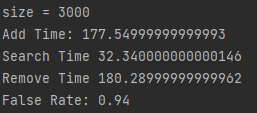 size = 3000
Add Time: 177.54999999999993
Search Time 32.340000000000146
Remove Time 180.28999999999962
False Rate: 0.94